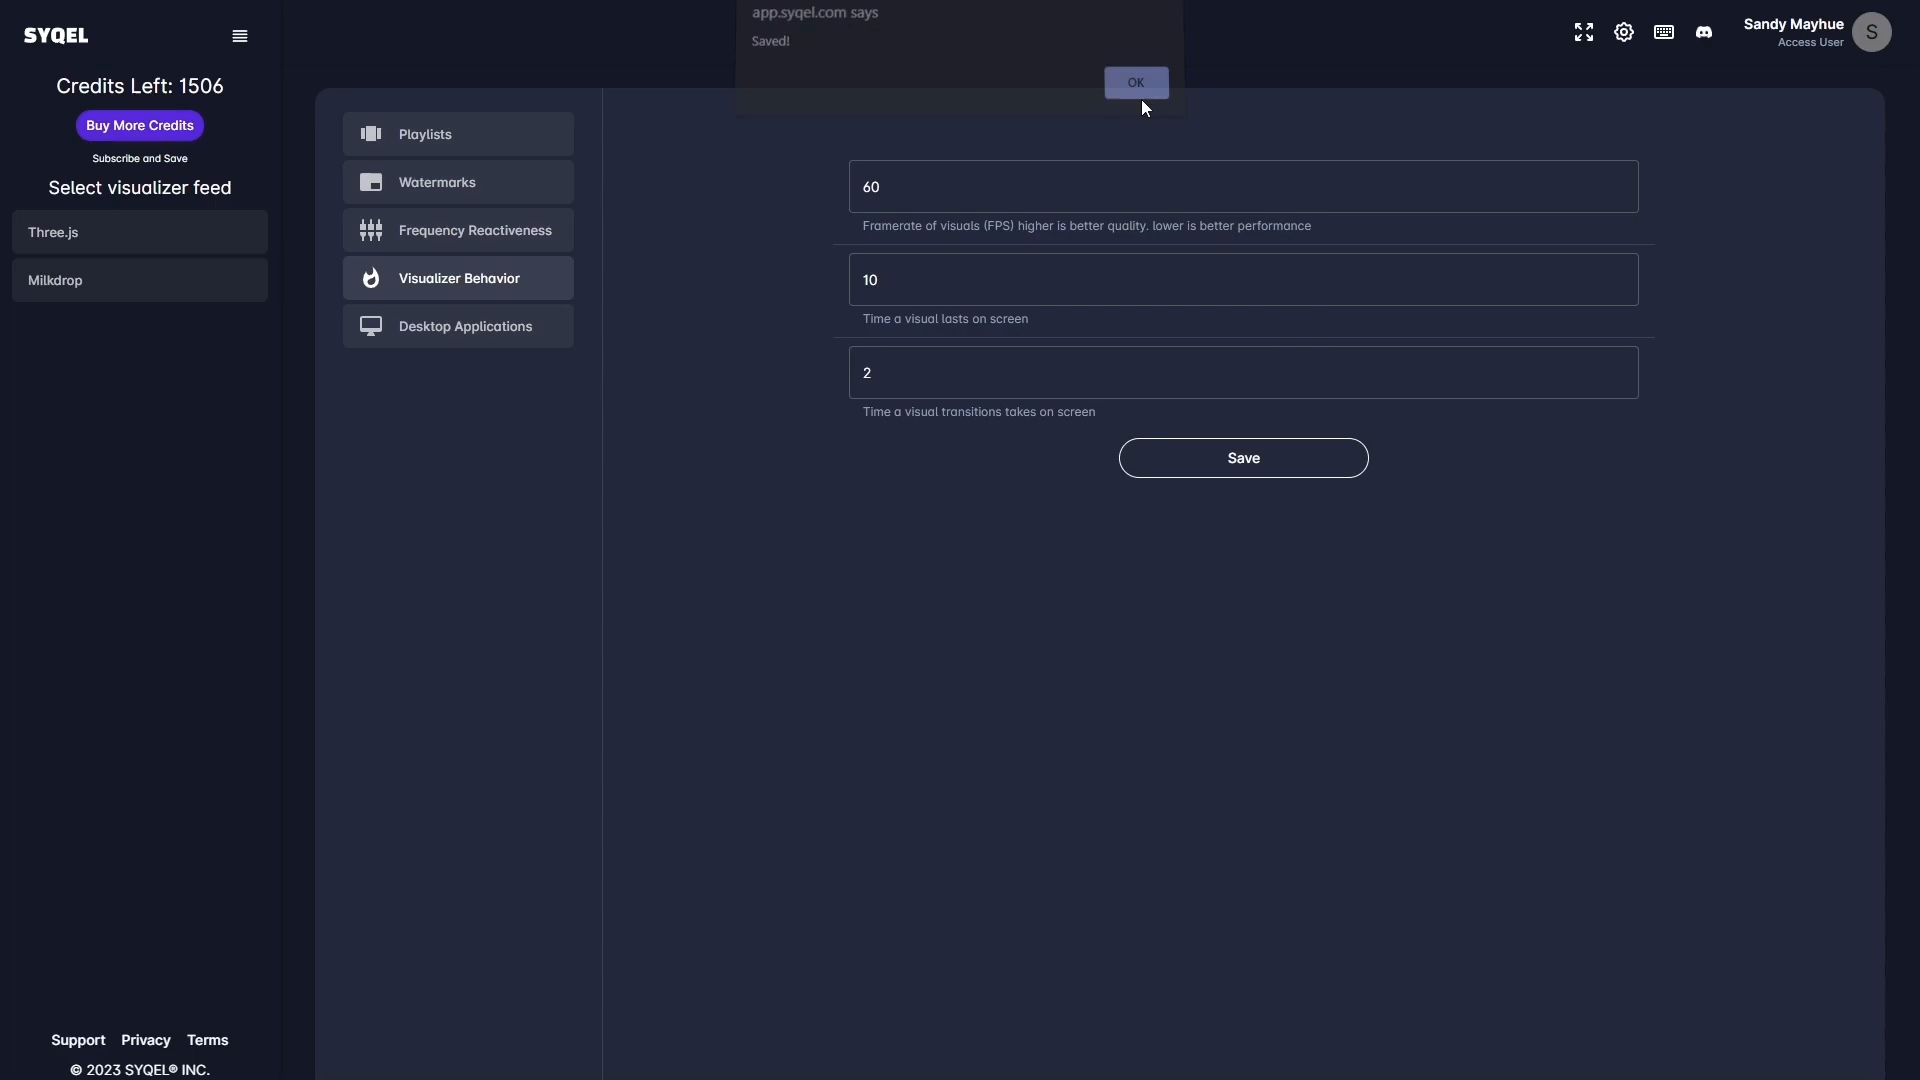 SYQEL
Credits Left: 1506
Buy More Credits
Subscribe and Save
Select visualizer feed
Three.js
Milkdrop
Support Privacy Terms
© 2023 SYQEL® INC.
app.syqel.com says
Saved!
OK
Sandy Mayhue
Access User
S
Playlists
Watermarks
Frequency Reactiveness
Visualizer Behavior
Desktop Applications
60
Framerate of visuals (FPS) higher is better quality. lower is better performance
10
Time a visual lasts on screen
2
Time a visual transitions takes on screen
Save